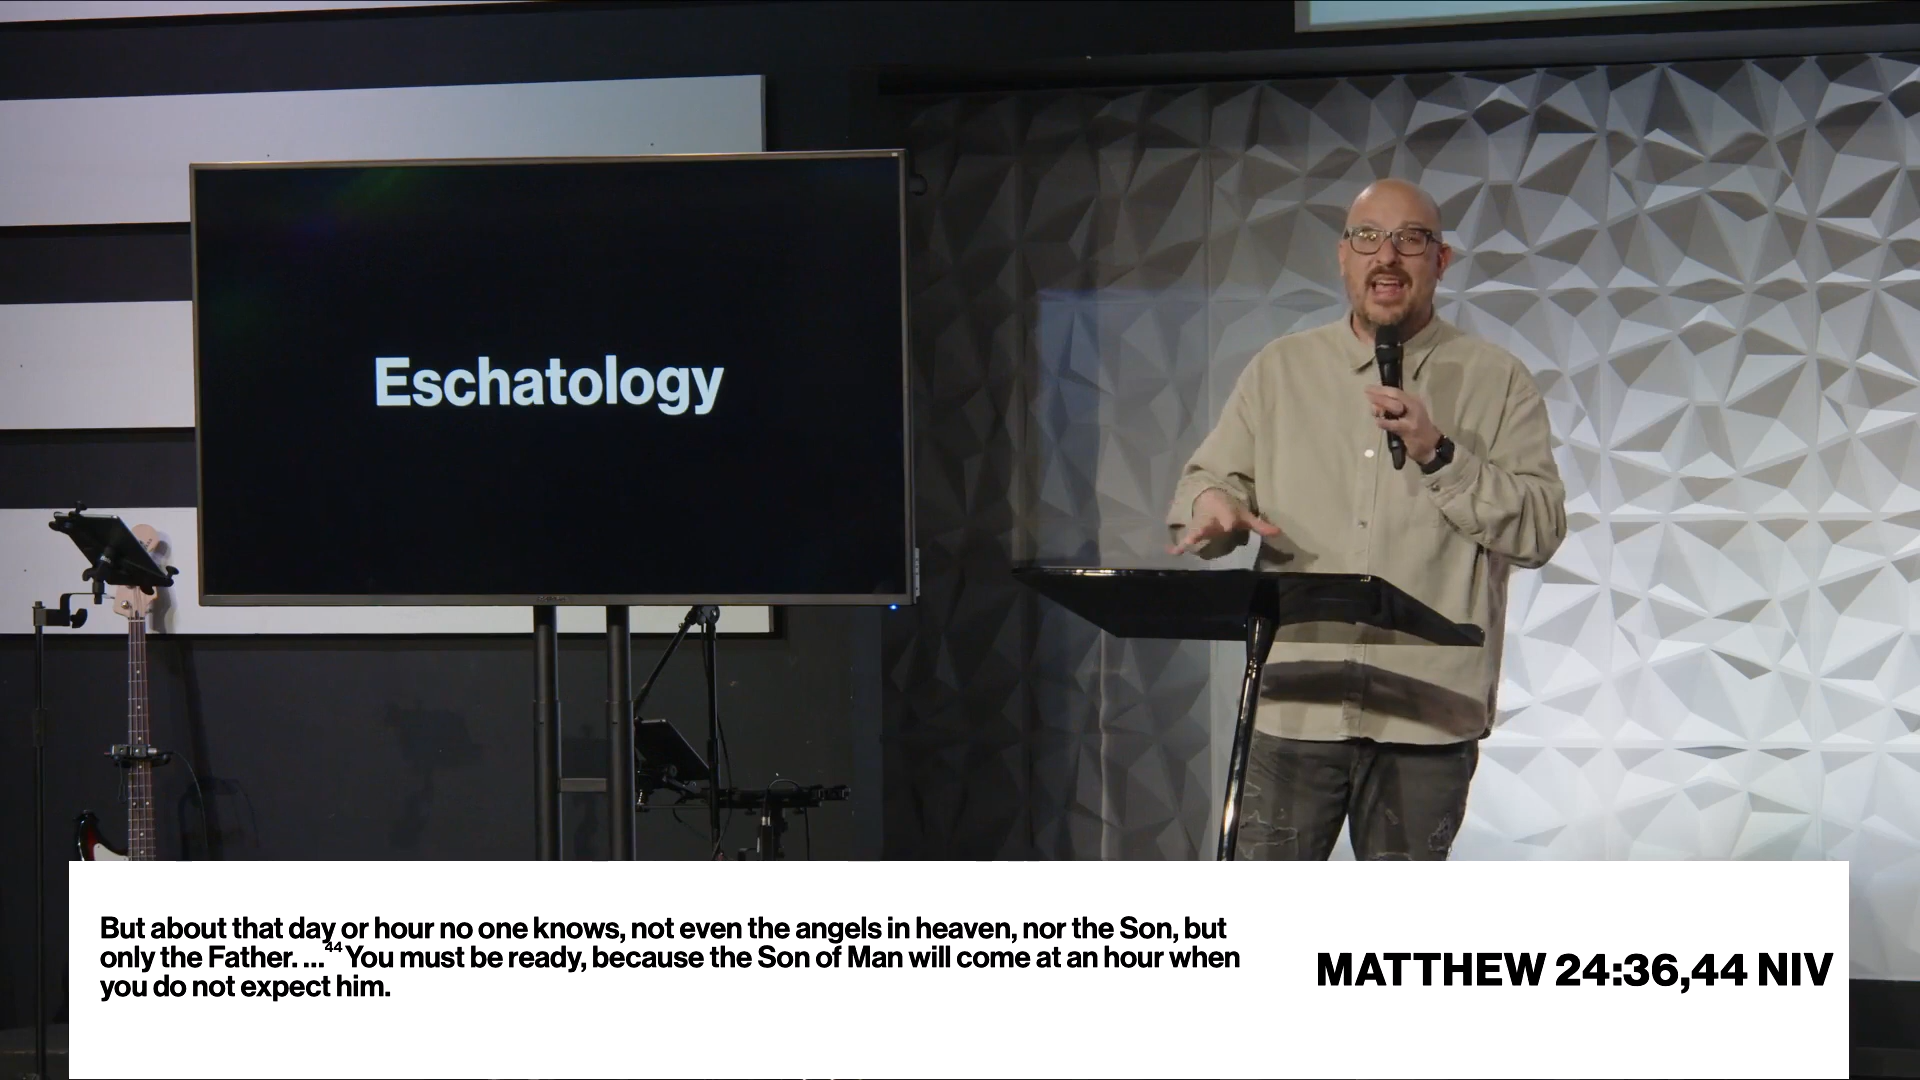 Eschatology
But about that day or hour no one knows, not even the angels in heaven, nor the Son, but
only the Father. ...⁴⁴ You must be ready, because the Son of Man will come at an hour when
you do not expect him.
MATTHEW 24:36,44 NIV